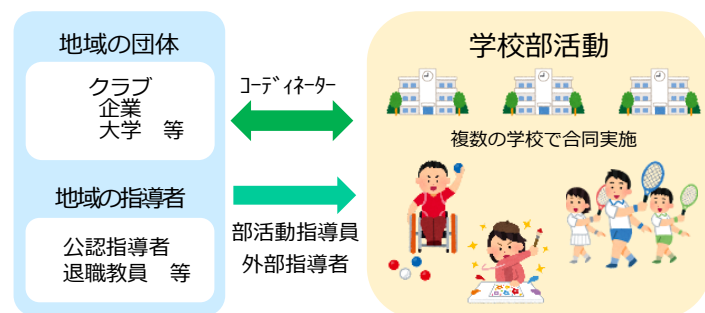 地域の団体
クラブ
企業
大学　等
地域の指導者
公認指導者
退職教員　等
ｺｰﾃﾞｨﾈｰﾀｰ
部活動指導員
外部指導者
学校部活動
複数の学校で合同実施